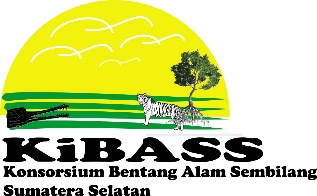 KiBASS
Konsorsium Bentang Alam Sembilang
Sumatera Selatan